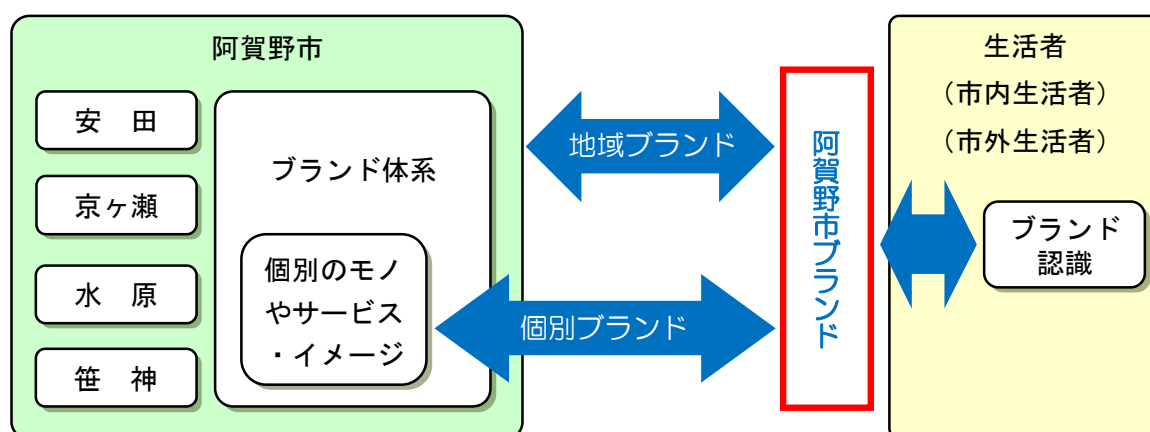 阿賀野市
安　田
京ヶ瀬
水　原
笹　神
ブランド体系
個別のモノ
やサービス
・イメージ
地域ブランド
個別ブランド
阿賀野市ブランド
生活者
（市内生活者）
（市外生活者）
ブランド
認識